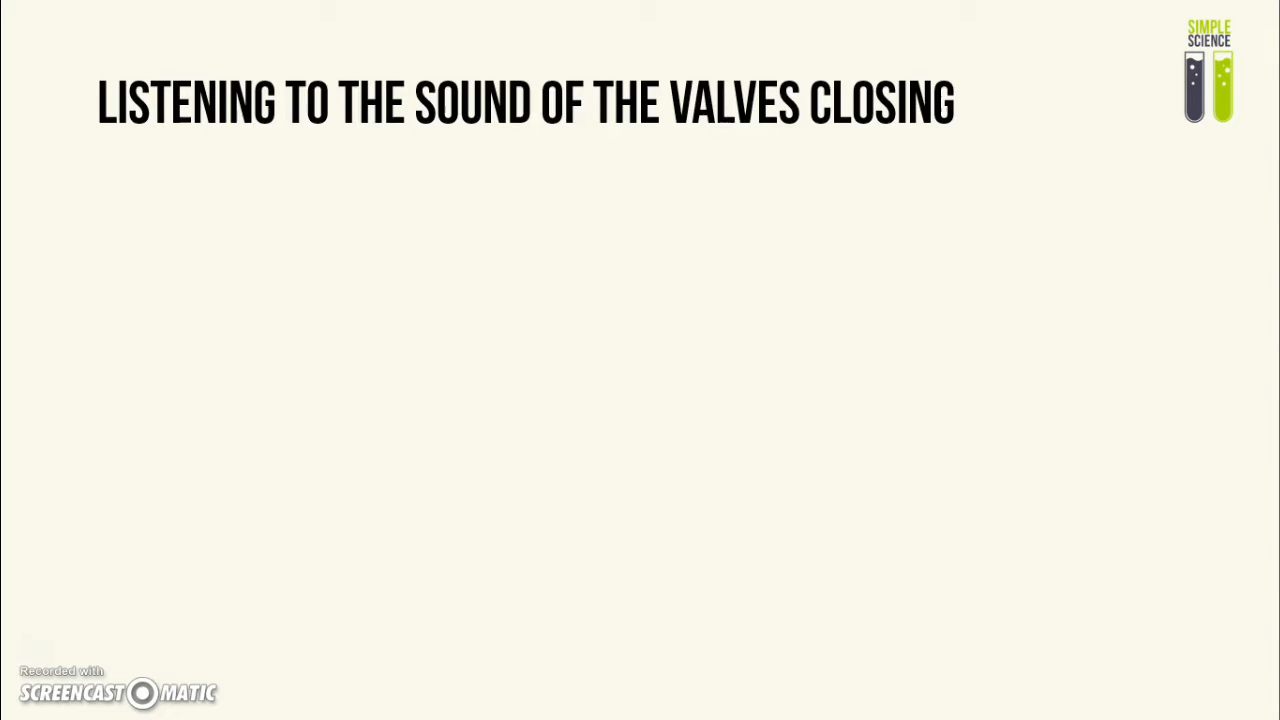 SIMPLE
SCIENCE
LISTENING TO THE SOUND OF THE VALVES CLOSING
Recorded with
SCREENCAST MATIC